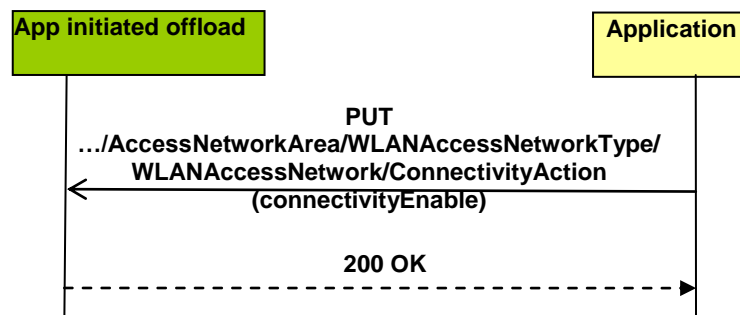 App initiated offload
Application
PUT
…/AccessNetworkArea/WLANAccessNetworkType/
WLANAccessNetwork/ConnectivityAction
(connectivityEnable)
200 OK